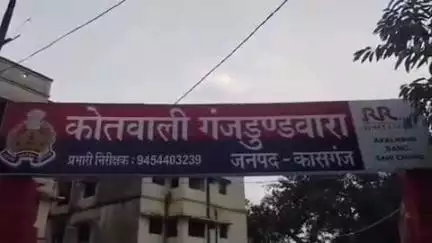 कोतवाली गंजडुण्डवारा
प्रभारी निरीक्षक : 9454403239
जनपद - कासगंज
RR